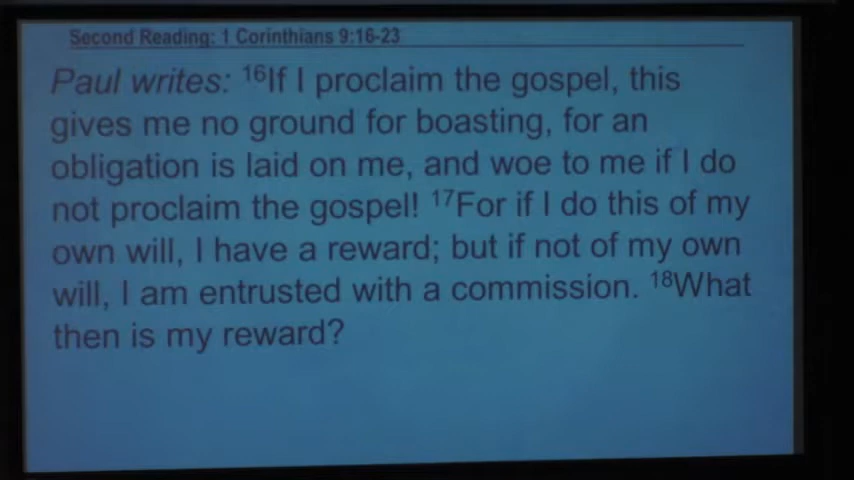 Second Reading: 1 Corinthians 9:16-23
Paul writes: 16If I proclaim the gospel, this
gives me no ground for boasting, for an
obligation is laid on me, and woe to me if I do
not proclaim the gospel! 17For if I do this of my
own will, I have a reward; but if not of my own
will, I am entrusted with a commission. 18What
then is my reward?